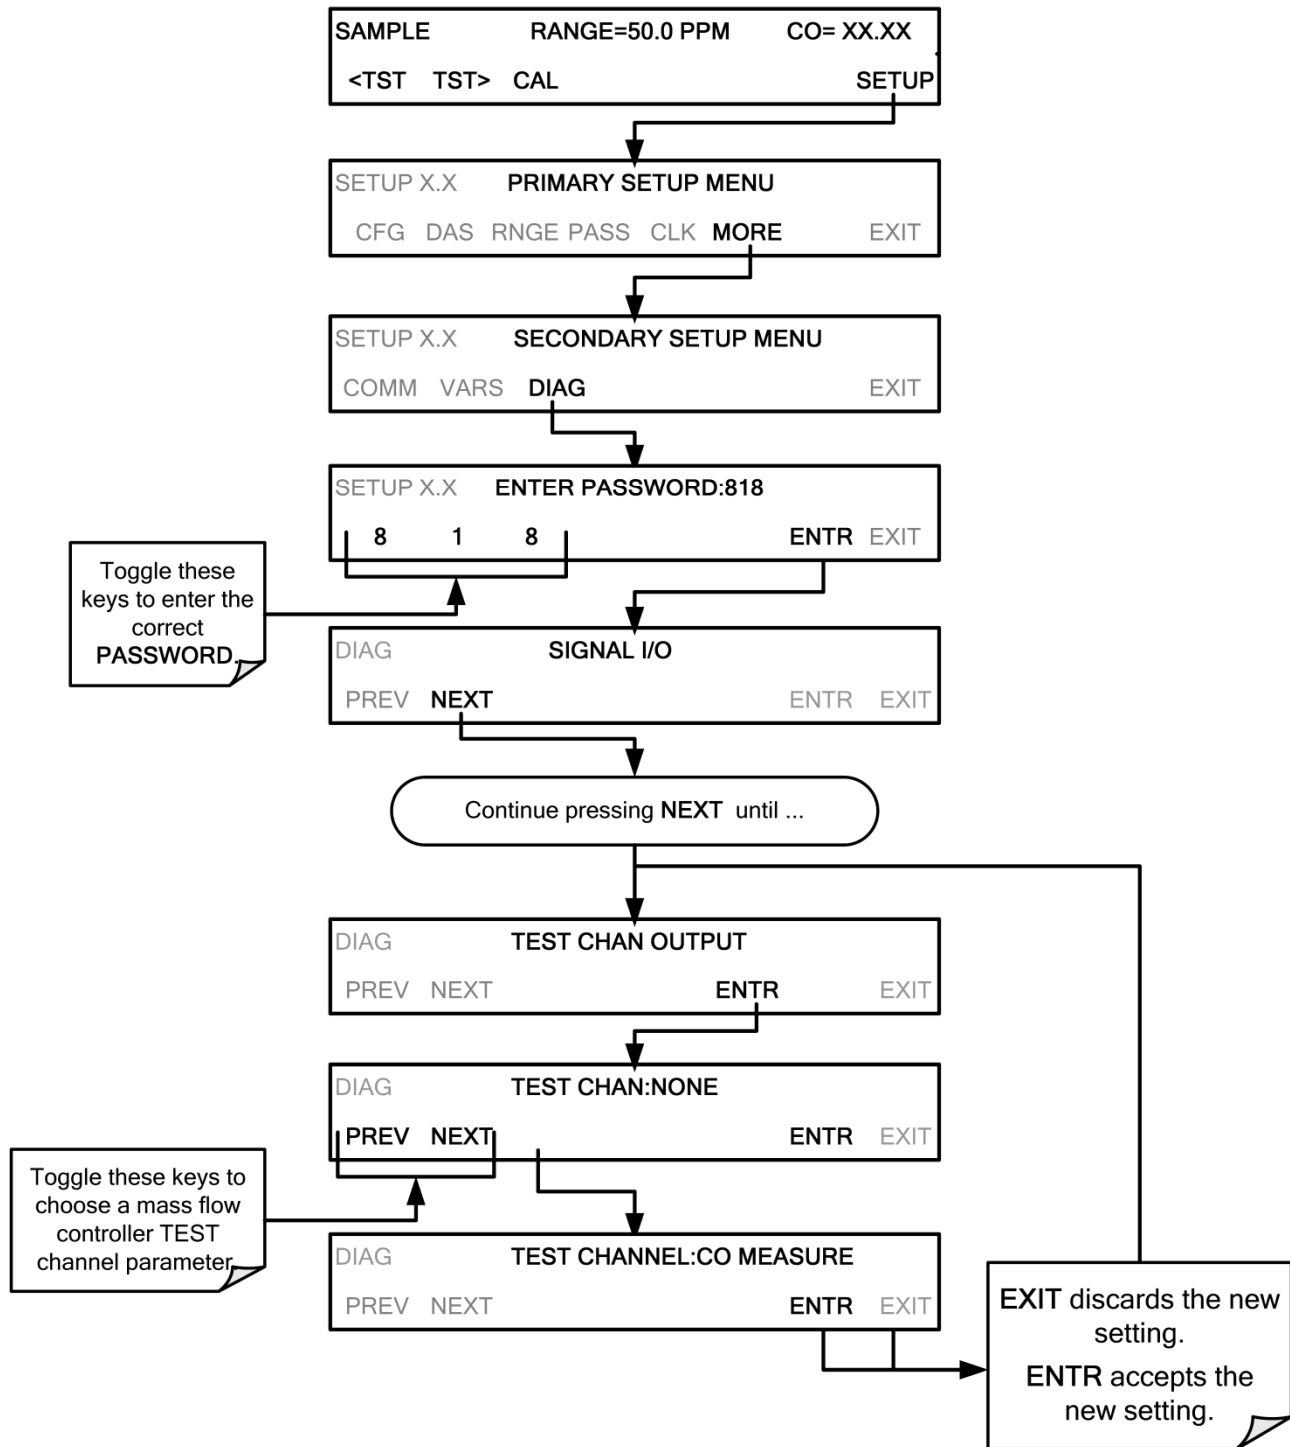 SAMPLE RANGE=50.0 PPM CO= XX.XX
<TST TST> CAL SETUP
SETUP X.X PRIMARY SETUP MENU
CFG DAS RNGE PASS CLK MORE EXIT
SETUP X.X SECONDARY SETUP MENU
COMM VARS DIAG EXIT
SETUP X.X ENTER PASSWORD:818
8 1 8 ENTR EXIT
Toggle these
keys to enter the
correct
PASSWORD.
DIAG SIGNAL I/O
PREV NEXT ENTR EXIT
Continue pressing NEXT until ...
DIAG TEST CHAN OUTPUT
PREV NEXT ENTR EXIT
DIAG TEST CHAN:NONE
PREV NEXT ENTR EXIT
Toggle these keys to
choose a mass flow
controller TEST
channel parameter.
DIAG TEST CHANNEL:CO MEASURE
PREV NEXT ENTR EXIT
EXIT discards the new
setting.
ENTR accepts the
new setting.